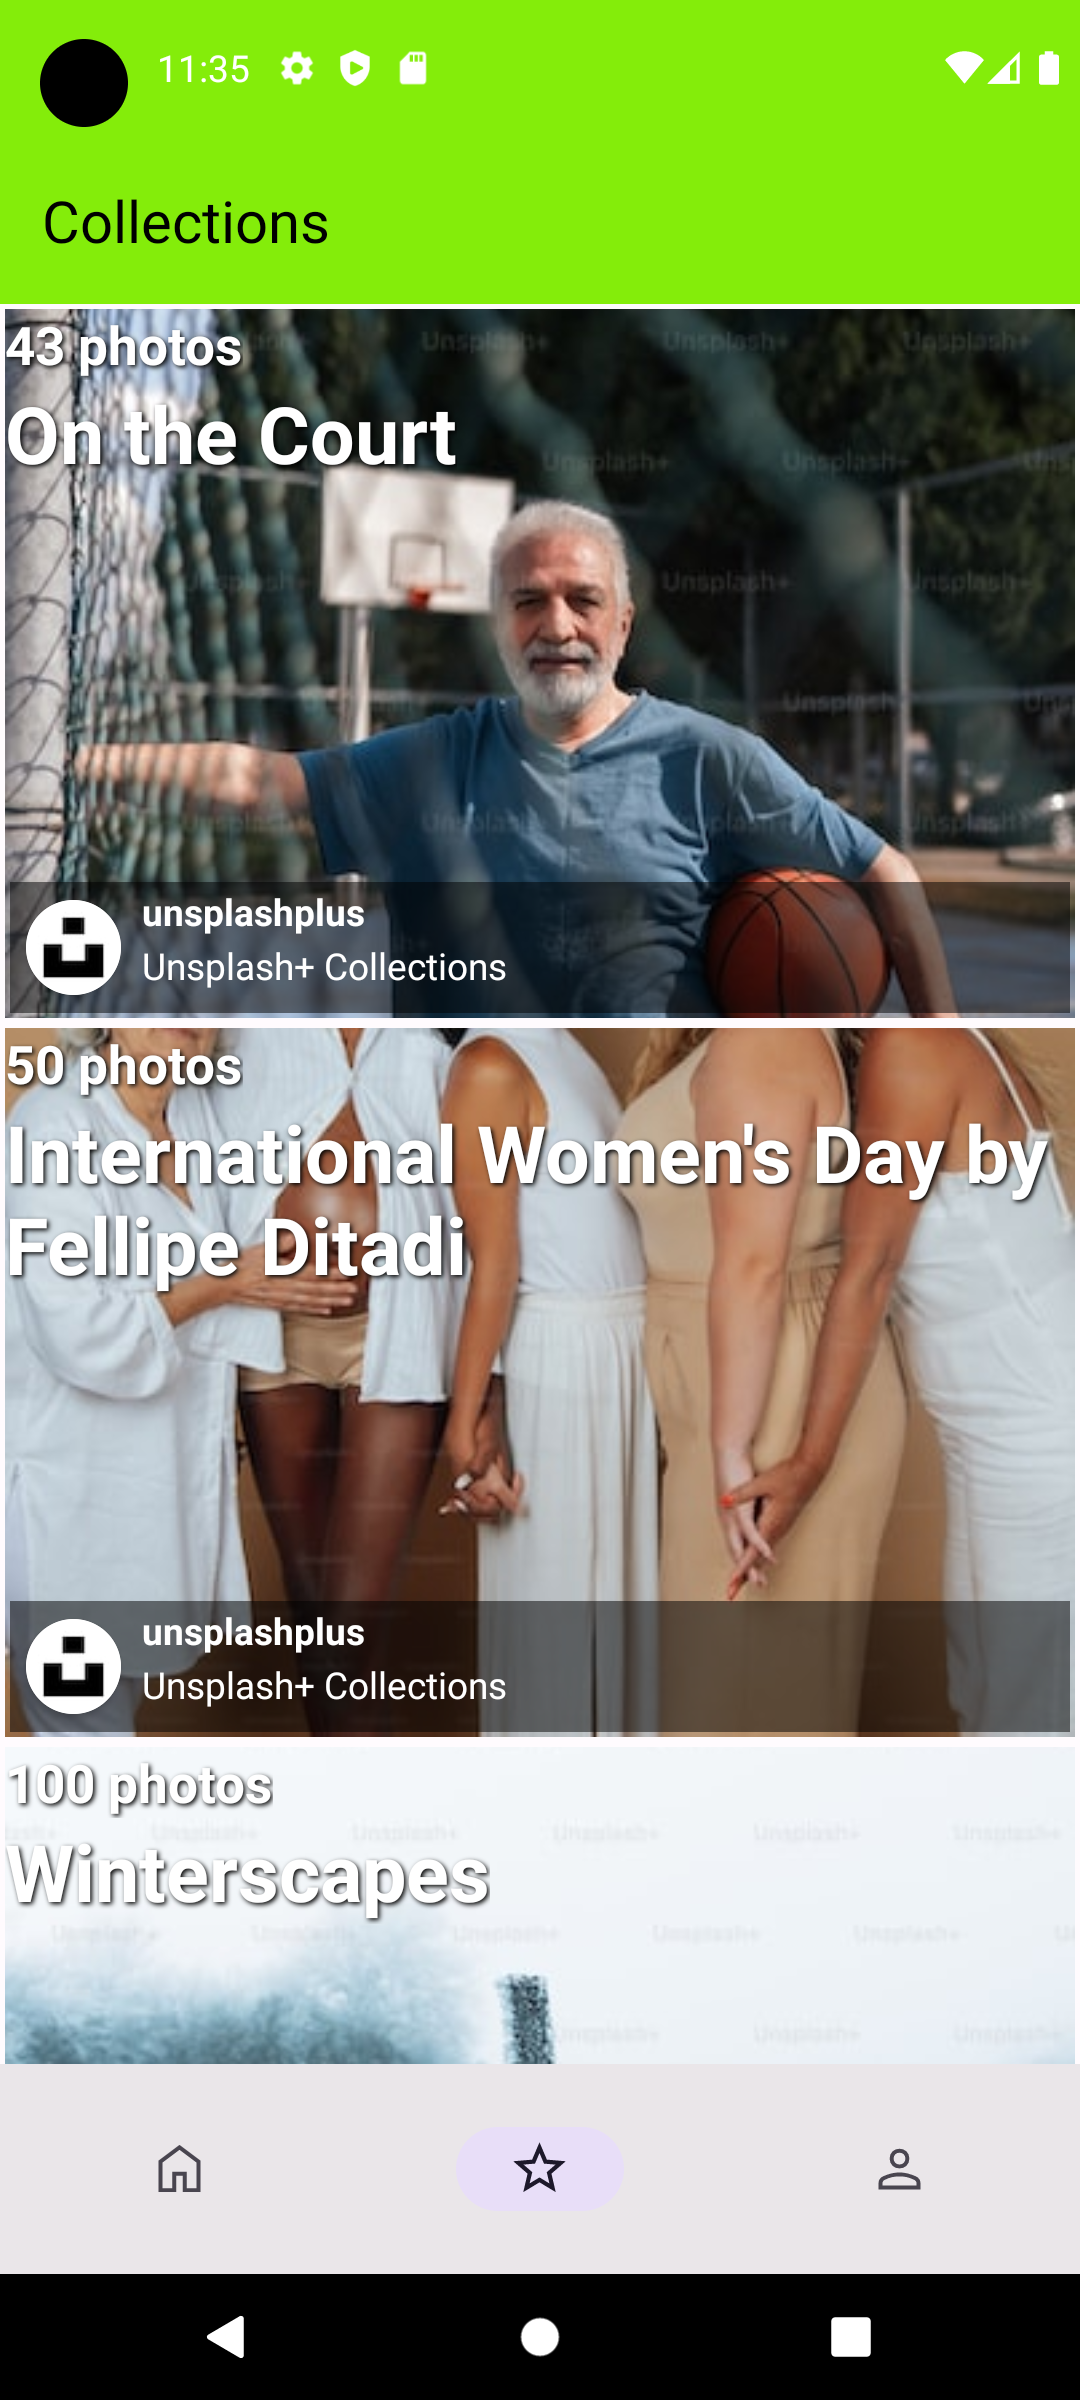 11:35
Collections
43 photos
On the Court
unsplashplus
Unsplash+ Collections
50 photos
International Women's Day by
Fellipe Ditadi
unsplashplus
Unsplash+ Collections
100 photos
Winterscapes
Unsplash+